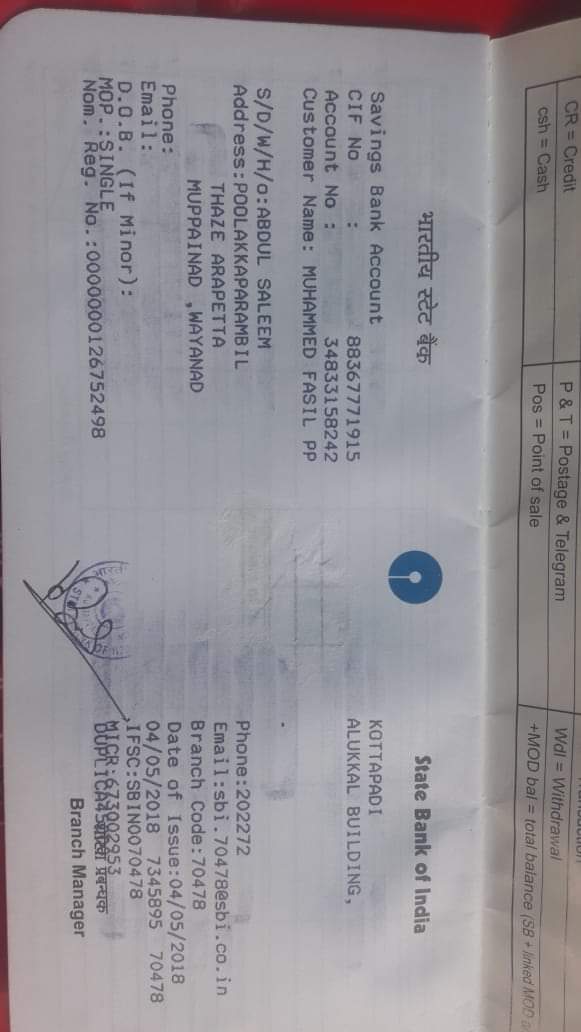 CR = Credit
P & T = Postage & Telegram
Wdl = Withdrawal
csh = Cash
Pos = Point of sale
+MOD bal = total balance (SB + linked MOD
भारतीय स्टेट बैंक
State Bank of India
Savings Bank Account
CIF No : 88367771915
Account No : 34833158242
Customer Name: MUHAMMED FASIL PP
S/D/W/H/o:ABDUL SALEEM
Address:POOLAKKAPARAMBIL
THAZE ARAPETTA
MUPPAINAD ,WAYANAD
Phone:
Email:
D.O.B. (If Minor):
MOP.:SINGLE
Nom. Reg. No.:0000000126752498
KOTTAPADI
ALUKKAL BUILDING,
Phone:202272
Email:sbi.70478@sbi.co.in
Branch Code:70478
Date of Issue:04/05/2018
04/05/2018 7345895 70478
IFSC:SBIN0070478
MICR:673002953
शाखा प्रबन्धक
Branch Manager